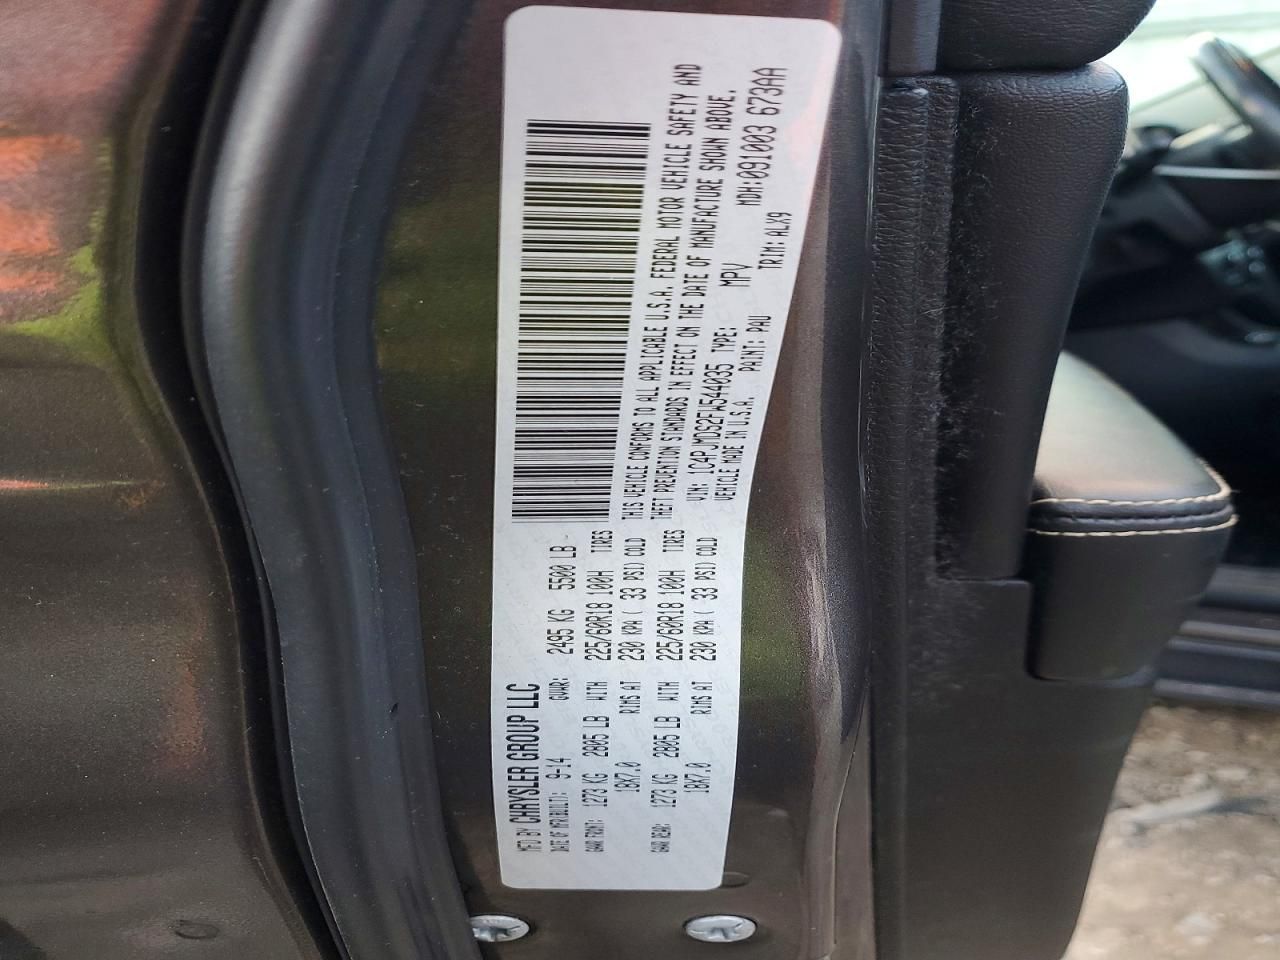 MFD BY CHRYSLER GROUP LLC
DATE OF MFR(BUILT): 9-14 GVWR: 2495 KG 5500 LB
GAWR FRONT: 1273 KG 2805 LB WITH 225/60R18 100H TIRES
18X7.0 RIMS AT 230 KPA ( 33 PSI) COLD
GAWR REAR: 1273 KG 2805 LB WITH 225/60R18 100H TIRES
18X7.0 RIMS AT 230 KPA ( 33 PSI) COLD
THIS VEHICLE CONFORMS TO ALL APPLICABLE U.S.A. FEDERAL MOTOR VEHICLE SAFETY AND
THEFT PREVENTION STANDARDS IN EFFECT ON THE DATE OF MANUFACTURE SHOWN ABOVE.
VIN: 1C4PJMDS2FW544035 TYPE: MPV MDH:091003 673AA
VEHICLE MADE IN U.S.A. PAINT: PAU TRIM: ALX9